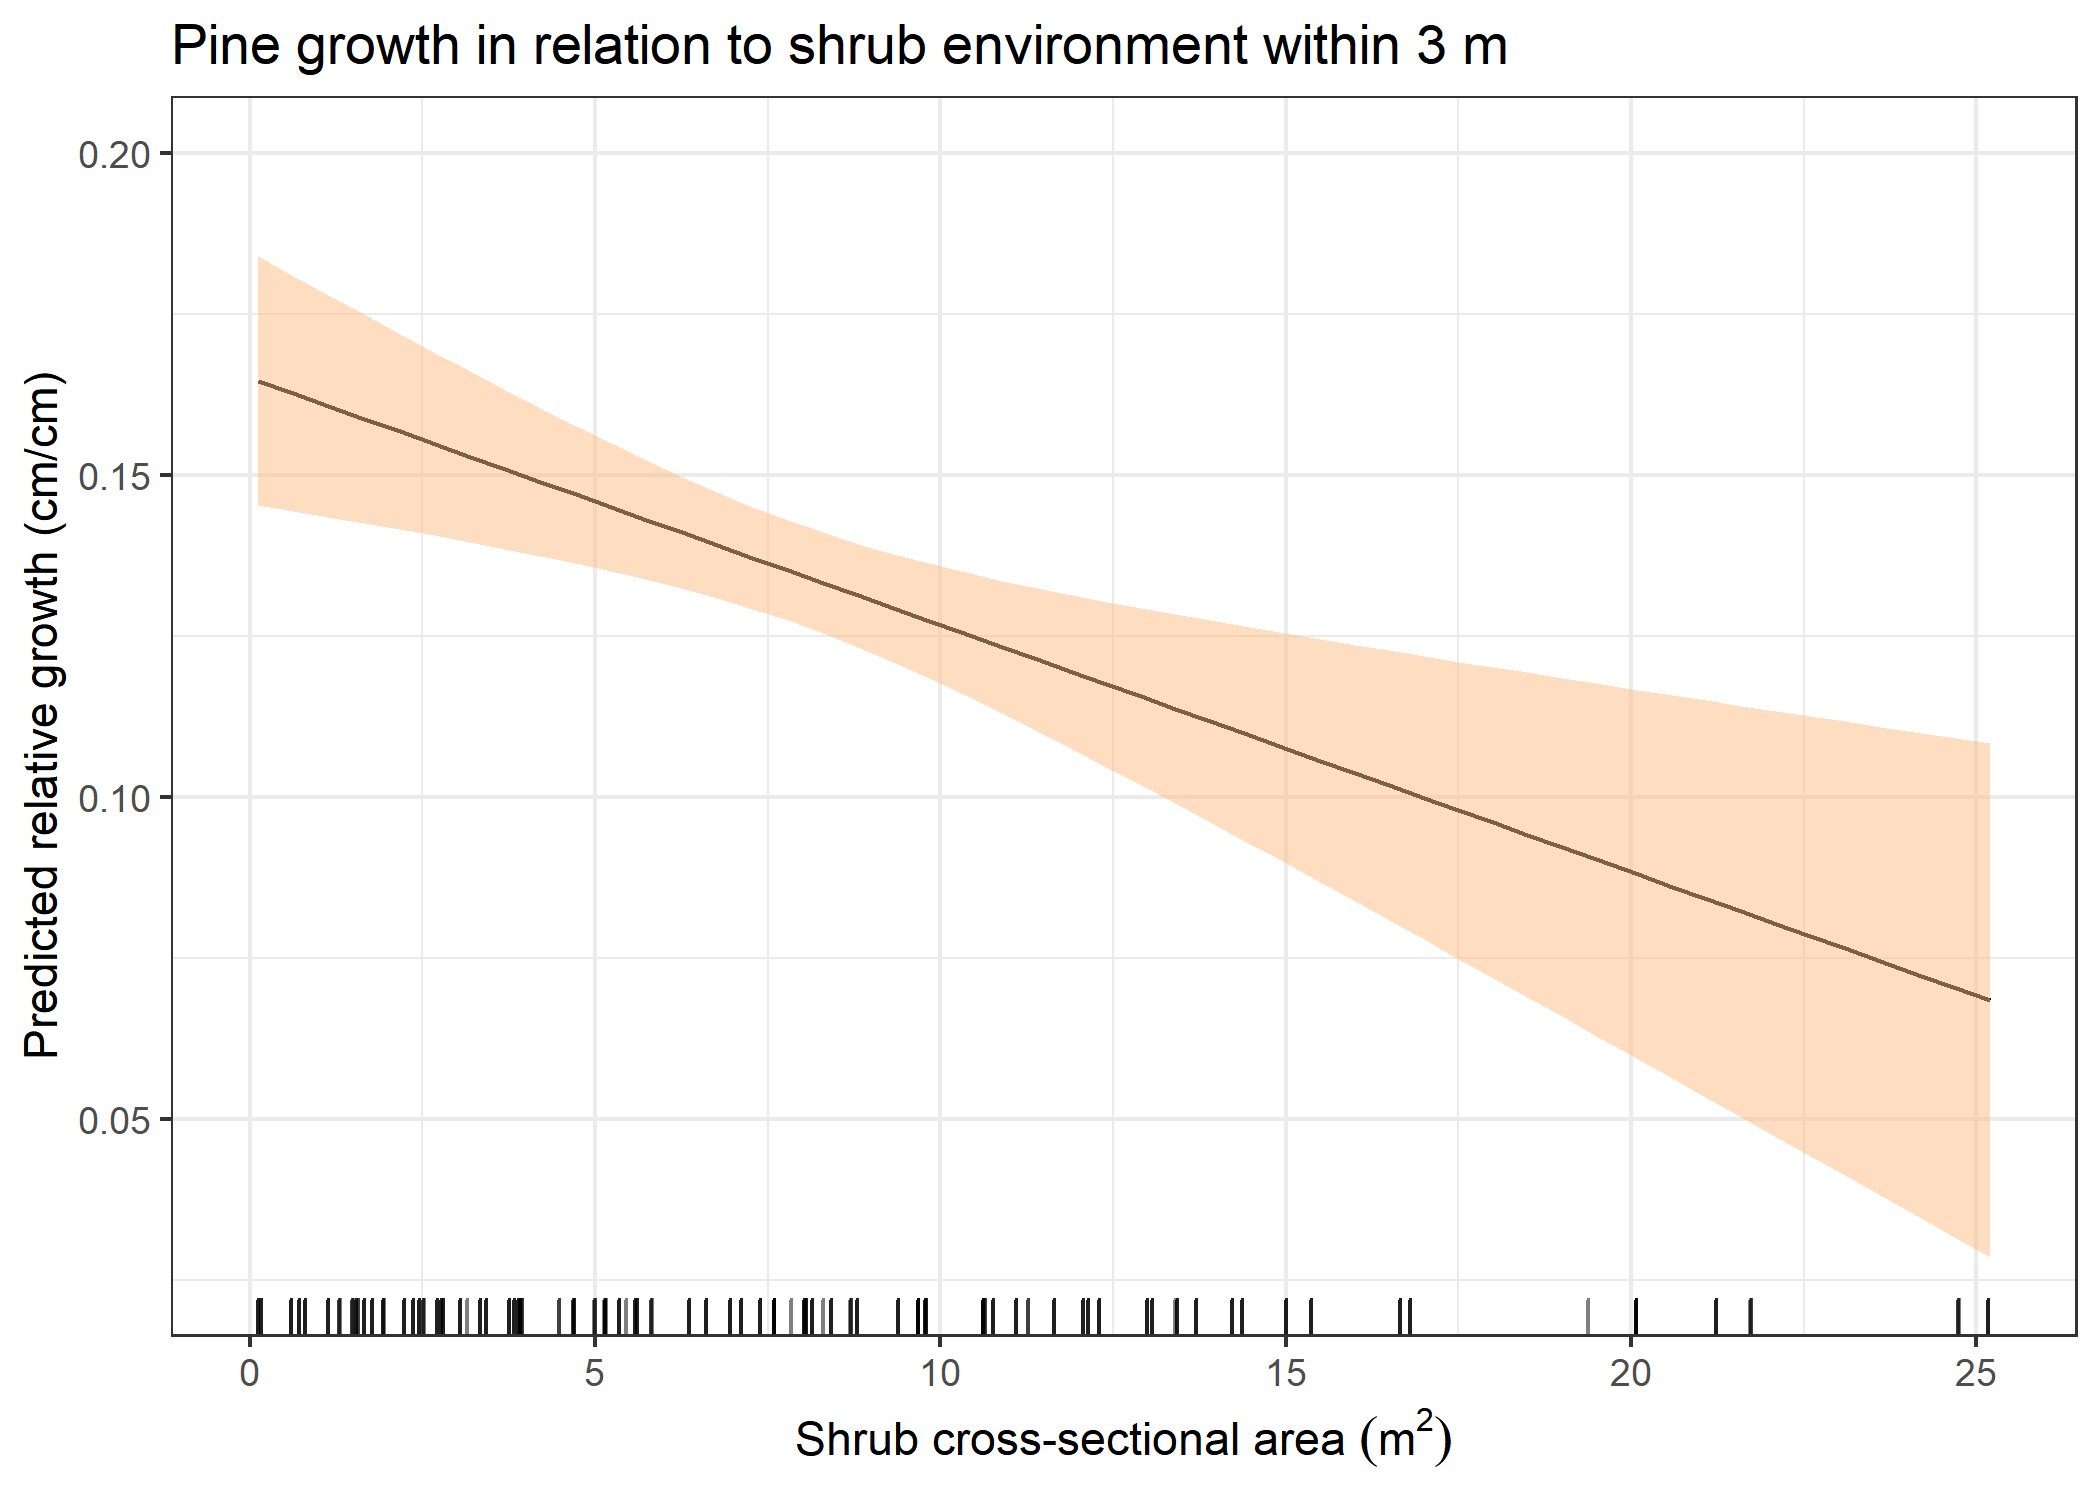 Pine growth in relation to shrub environment within 3 m
Predicted relative growth (cm/cm)
0.20
0.15
0.10
0.05
0 5 10 15 20 25
Shrub cross-sectional area (m²)